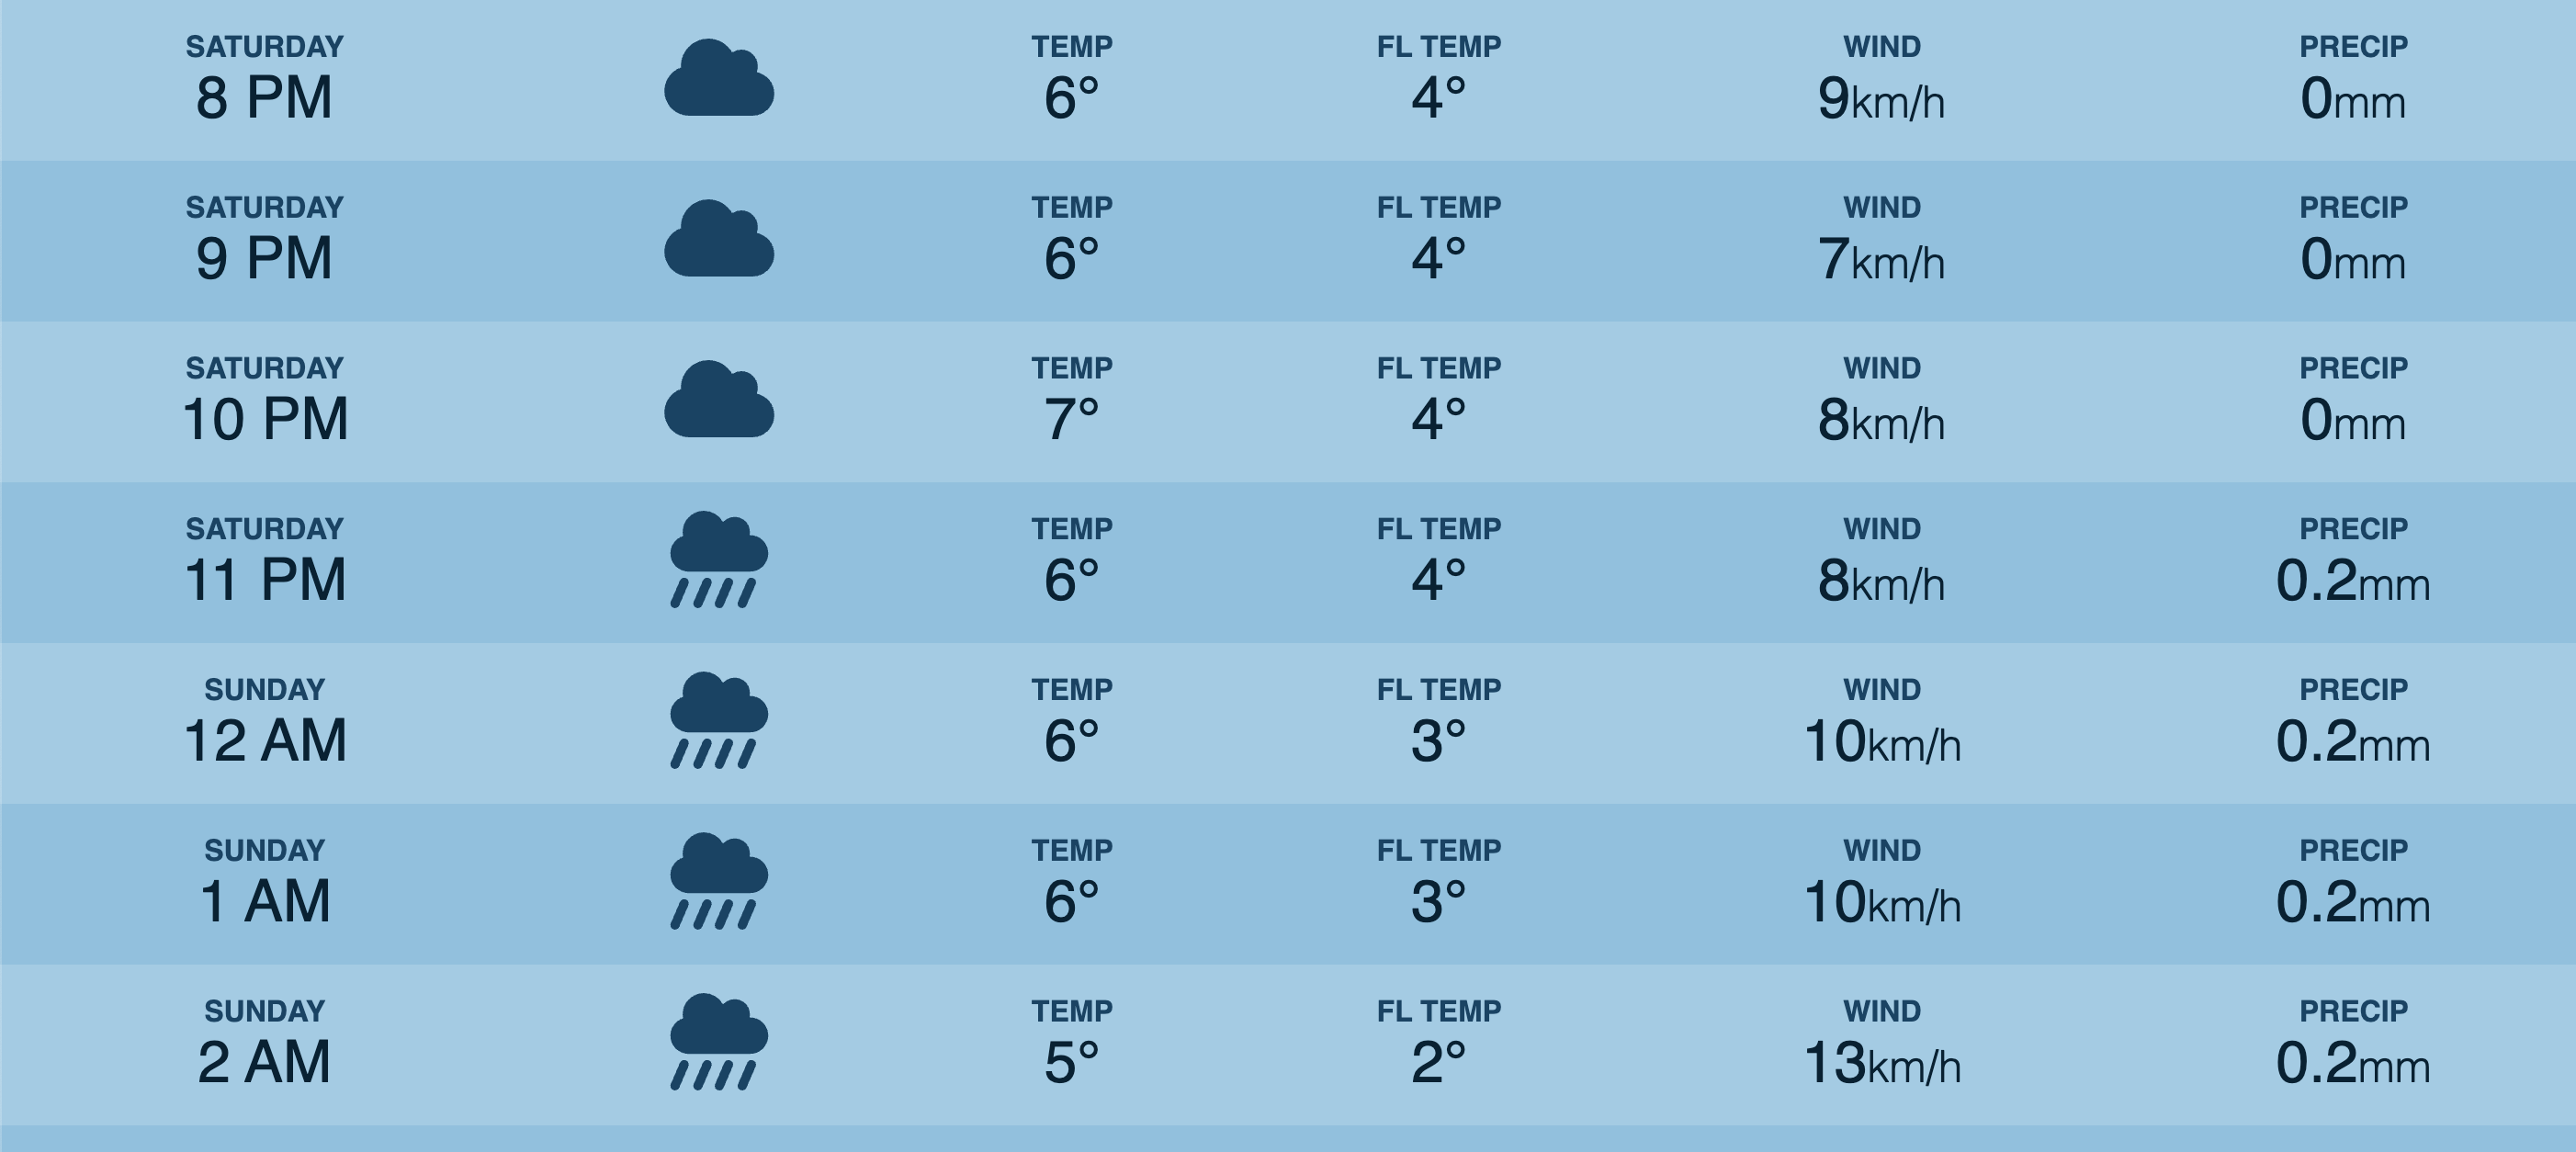 SATURDAY TEMP FL TEMP WIND PRECIP
8 PM 6° 4° 9km/h 0mm
SATURDAY TEMP FL TEMP WIND PRECIP
9 PM 6° 4° 7km/h 0mm
SATURDAY TEMP FL TEMP WIND PRECIP
10 PM 7° 4° 8km/h 0mm
SATURDAY TEMP FL TEMP WIND PRECIP
11 PM 6° 4° 8km/h 0.2mm
SUNDAY TEMP FL TEMP WIND PRECIP
12 AM 6° 3° 10km/h 0.2mm
SUNDAY TEMP FL TEMP WIND PRECIP
1 AM 6° 3° 10km/h 0.2mm
SUNDAY TEMP FL TEMP WIND PRECIP
2 AM 5° 2° 13km/h 0.2mm